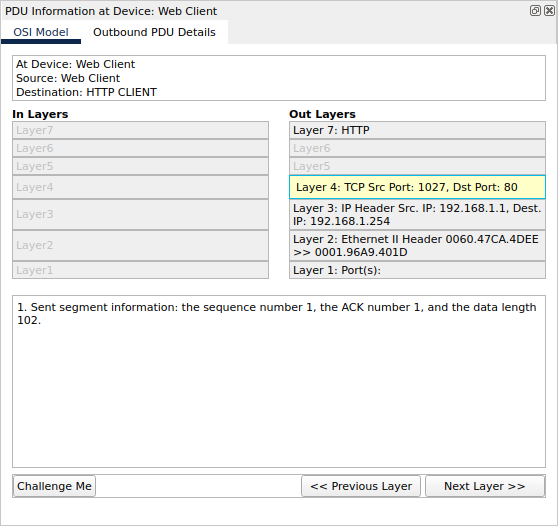 PDU Information at Device: Web Client
OSI Model Outbound PDU Details
At Device: Web Client
Source: Web Client
Destination: HTTP CLIENT
In Layers
Layer7
Layer6
Layer5
Layer4
Layer3
Layer2
Layer1
Out Layers
Layer 7: HTTP
Layer6
Layer5
Layer 4: TCP Src Port: 1027, Dst Port: 80
Layer 3: IP Header Src. IP: 192.168.1.1, Dest.
IP: 192.168.1.254
Layer 2: Ethernet II Header 0060.47CA.4DEE
>> 0001.96A9.401D
Layer 1: Port(s):
1. Sent segment information: the sequence number 1, the ACK number 1, and the data length
102.
Challenge Me << Previous Layer Next Layer >>